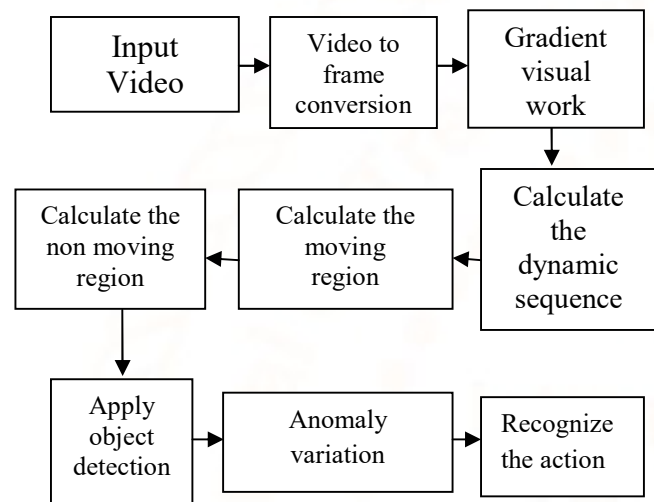 Input
Video
Video to
frame
conversion
Gradient
visual
work
Calculate
the
dynamic
sequence
Calculate the
moving
region
Calculate the
non moving
region
Apply
object
detection
Anomaly
variation
Recognize
the action